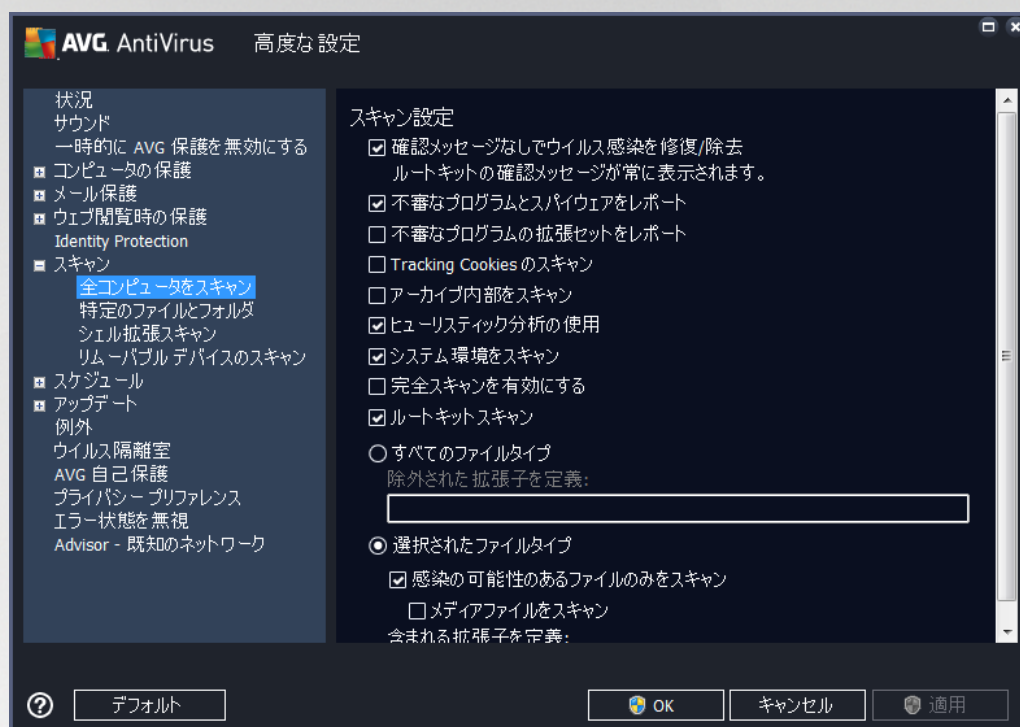 AVG. AntiVirus 高度な設定
状況
サウンド
一時的に AVG 保護を無効にする
コンピュータの保護
メール保護
ウェブ閲覧時の保護
Identity Protection
スキャン
全コンピュータをスキャン
特定のファイルとフォルダ
シェル拡張スキャン
リムーバブル デバイスのスキャン
スケジュール
アップデート
例外
ウイルス隔離室
AVG 自己保護
プライバシー プリファレンス
エラー状態を無視
Advisor - 既知のネットワーク
スキャン設定
確認メッセージなしでウイルス感染を修復/除去
ルートキットの確認メッセージが常に表示されます。
不審なプログラムとスパイウェアをレポート
不審なプログラムの拡張セットをレポート
Tracking Cookies のスキャン
アーカイブ内部をスキャン
ヒューリスティック分析の使用
システム環境をスキャン
完全スキャンを有効にする
ルートキットスキャン
すべてのファイルタイプ
除外された拡張子を定義:
選択されたファイルタイプ
感染の可能性のあるファイルのみをスキャン
メディアファイルをスキャン
含まれる拡張子を定義:
? デフォルト OK キャンセル 適用